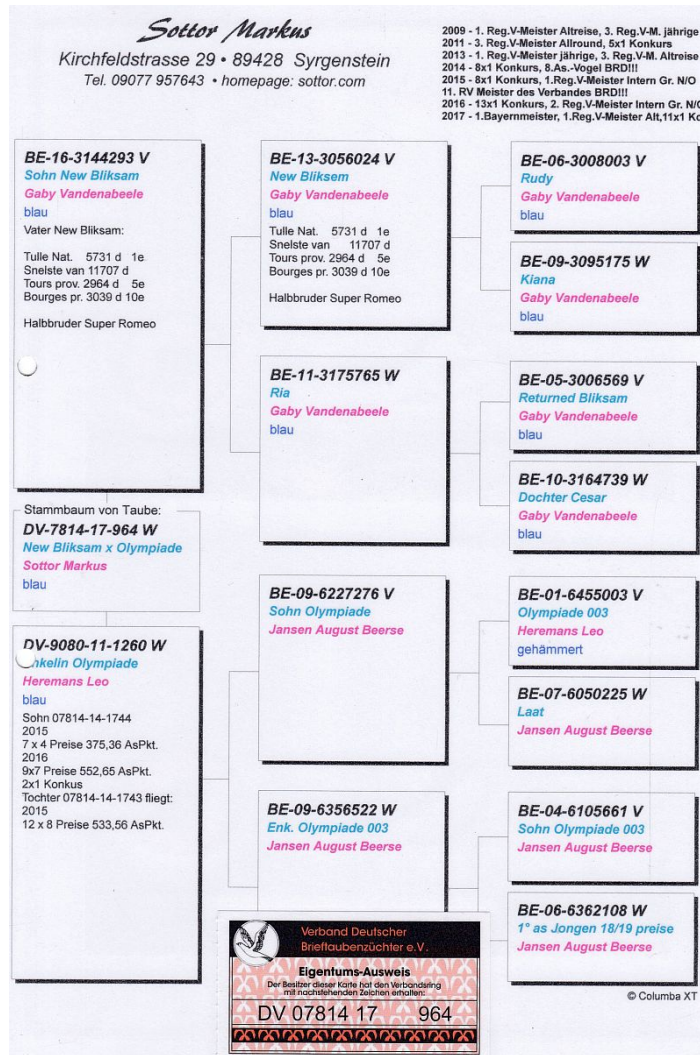 Sottor Markus
Kirchfeldstrasse 29 • 89428 Syrgenstein
Tel. 09077 957643 • homepage: sottor.com
2009 - 1. Reg.V-Meister Altreise, 3. Reg.V-M. jährige
2011 - 3. Reg.V-Meister Allround, 5x1 Konkurs
2013 - 1. Reg.V-Meister jährige, 3. Reg.V-M. Altreise
2014 - 8x1 Konkurs, 8.As.-Vogel BRD!!!
2015 - 8x1 Konkurs, 1.Reg.V-Meister Intern Gr. N/O
11. RV Meister des Verbandes BRD!!!
2016 - 13x1 Konkurs, 2. Reg.V-Meister Intern Gr. N/O
2017 - 1.Bayernmeister, 1.Reg.V-Meister Alt,11x1 Ko
BE-16-3144293 V
Sohn New Bliksam
Gaby Vandenabeele
blau
Vater New Bliksam:
Tulle Nat. 5731 d 1e
Snelste van 11707 d
Tours prov. 2964 d 5e
Bourges pr. 3039 d 10e
Halbbruder Super Romeo
Stammbaum von Taube:
DV-7814-17-964 W
New Bliksam x Olympiade
Sottor Markus
blau
DV-9080-11-1260 W
nkelin Olympiade
Heremans Leo
blau
Sohn 07814-14-1744
2015
7 x 4 Preise 375,36 AsPkt.
2016
9x7 Preise 552,65 AsPkt.
2x1 Konkus
Tochter 07814-14-1743 fliegt:
2015
12 x 8 Preise 533,56 AsPkt.
BE-13-3056024 V
New Bliksem
Gaby Vandenabeele
blau
Tulle Nat. 5731 d 1e
Snelste van 11707 d
Tours prov. 2964 d 5e
Bourges pr. 3039 d 10e
Halbbruder Super Romeo
BE-11-3175765 W
Ria
Gaby Vandenabeele
blau
BE-09-6227276 V
Sohn Olympiade
Jansen August Beerse
BE-09-6356522 W
Enk. Olympiade 003
Jansen August Beerse
BE-06-3008003 V
Rudy
Gaby Vandenabeele
blau
BE-09-3095175 W
Kiana
Gaby Vandenabeele
blau
BE-05-3006569 V
Returned Bliksam
Gaby Vandenabeele
blau
BE-10-3164739 W
Dochter Cesar
Gaby Vandenabeele
blau
BE-01-6455003 V
Olympiade 003
Heremans Leo
gehämmert
BE-07-6050225 W
Laat
Jansen August Beerse
BE-04-6105661 V
Sohn Olympiade 003
Jansen August Beerse
BE-06-6362108 W
1° as Jongen 18/19 preise
Jansen August Beerse
© Columba XT
Verband Deutscher
Brieftaubenzüchter e.V.
Eigentums-Ausweis
Der Besitzer dieser Karte hat den Verbandsring
mit nachstehenden Zeichen erhalten:
DV 07814 17 964